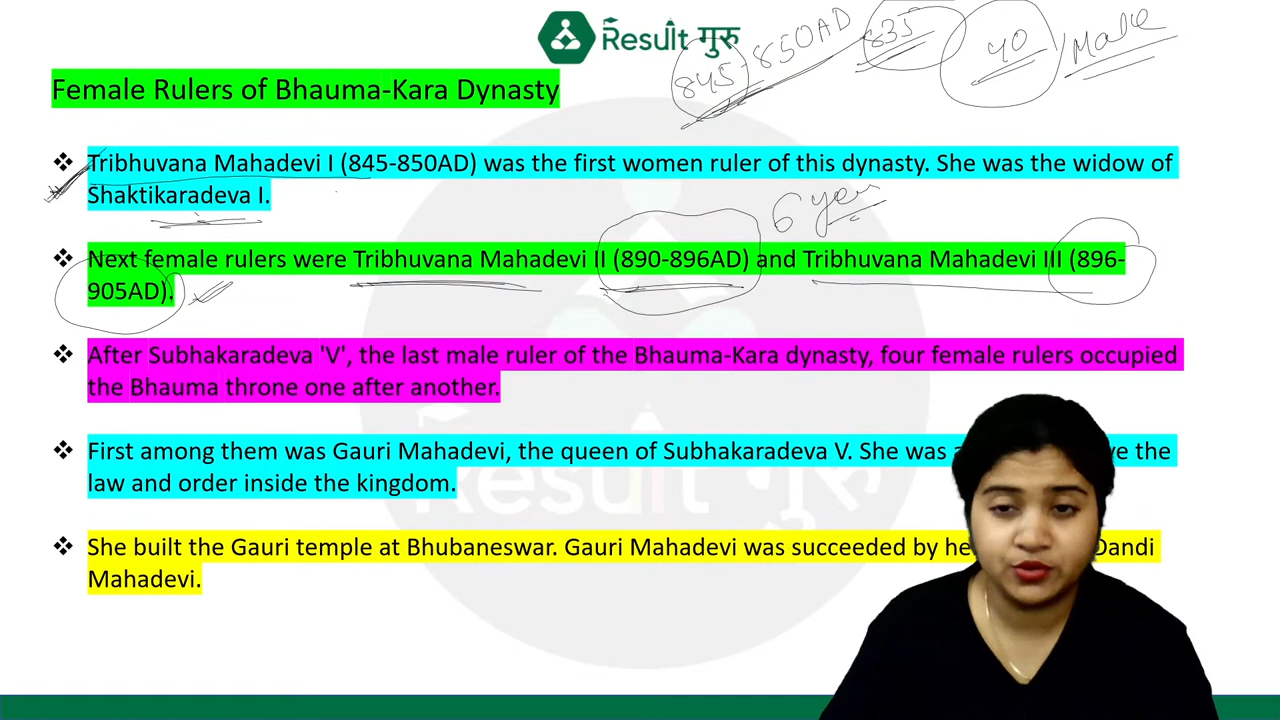 Result गुरु
845-850AD 835 40 Male
Female Rulers of Bhauma-Kara Dynasty
❖ Tribhuvana Mahadevi I (845-850AD) was the first women ruler of this dynasty. She was the widow of
Shaktikaradeva I.
6 year
❖ Next female rulers were Tribhuvana Mahadevi II (890-896AD) and Tribhuvana Mahadevi III (896-
905AD).
❖ After Subhakaradeva 'V', the last male ruler of the Bhauma-Kara dynasty, four female rulers occupied
the Bhauma throne one after another.
❖ First among them was Gauri Mahadevi, the queen of Subhakaradeva V. She was the
law and order inside the kingdom.
Result गुरु
❖ She built the Gauri temple at Bhubaneswar. Gauri Mahadevi was succeeded by Dandi
Mahadevi.